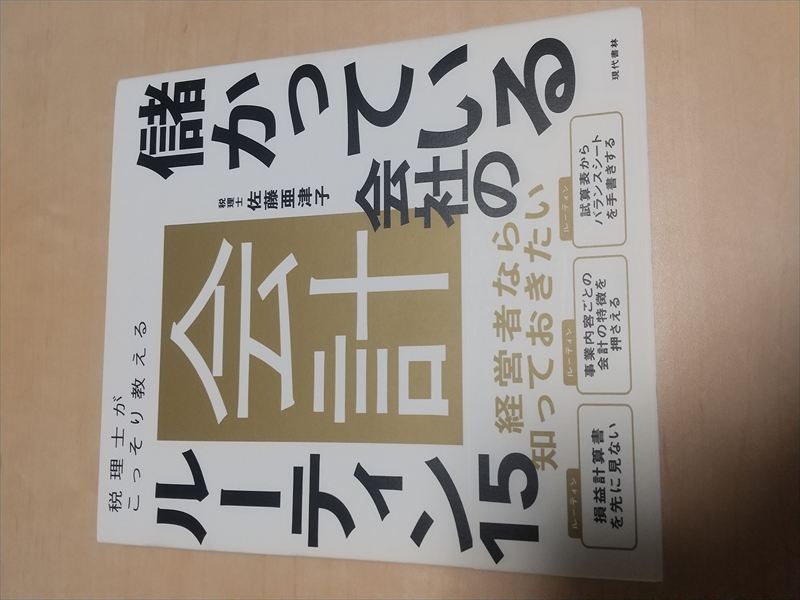 税理士が
こっそり教える
儲かっている
会社の
会計
ルーティン
15
税理士
佐藤亜津子
経営者なら
知っておきたい
ルーティン
損益計算書
を先に見ない
ルーティン
事業内容ごとの
会計の特徴を
押さえる
ルーティン
試算表から
バランスシート
を手書きする
現代書林